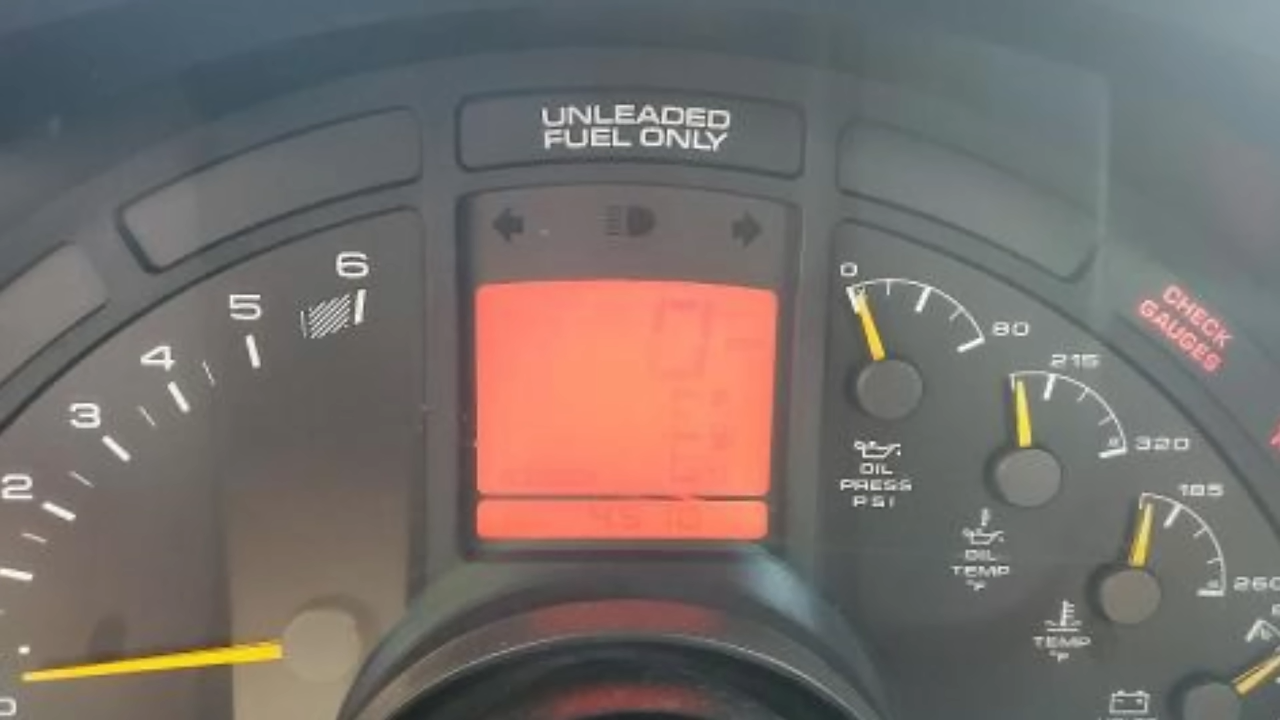 UNLEADED
FUEL ONLY
6
5
4
3
2
0
0
80
OIL
PRESS
PSI
215
320
OIL
TEMP
°F
185
260
TEMP
°F
CHECK
GAUGES